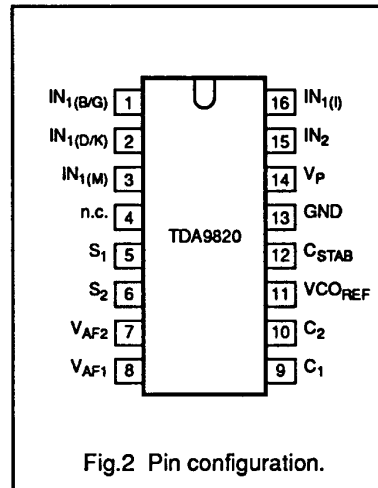 IN1(B/G) 1 16 IN1(I)
IN1(D/K) 2 15 IN2
IN1(M) 3 14 VP
n.c. 4 13 GND
TDA9820
S1 5 12 CSTAB
S2 6 11 VCOREF
VAF2 7 10 C2
VAF1 8 9 C1
Fig.2 Pin configuration.